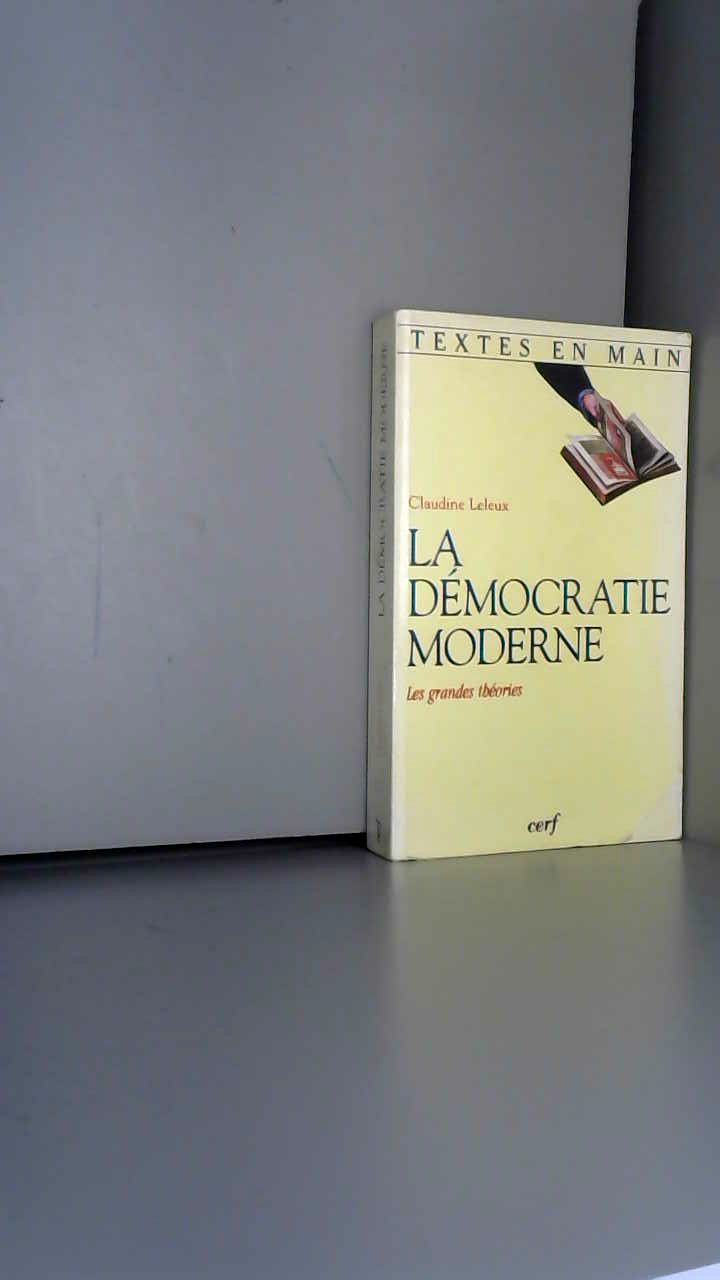 TEXTES EN MAIN
Claudine Leleux
LA
DÉMOCRATIE
MODERNE
Les grandes théories
cerf
LA DÉMOCRATIE MODERNE